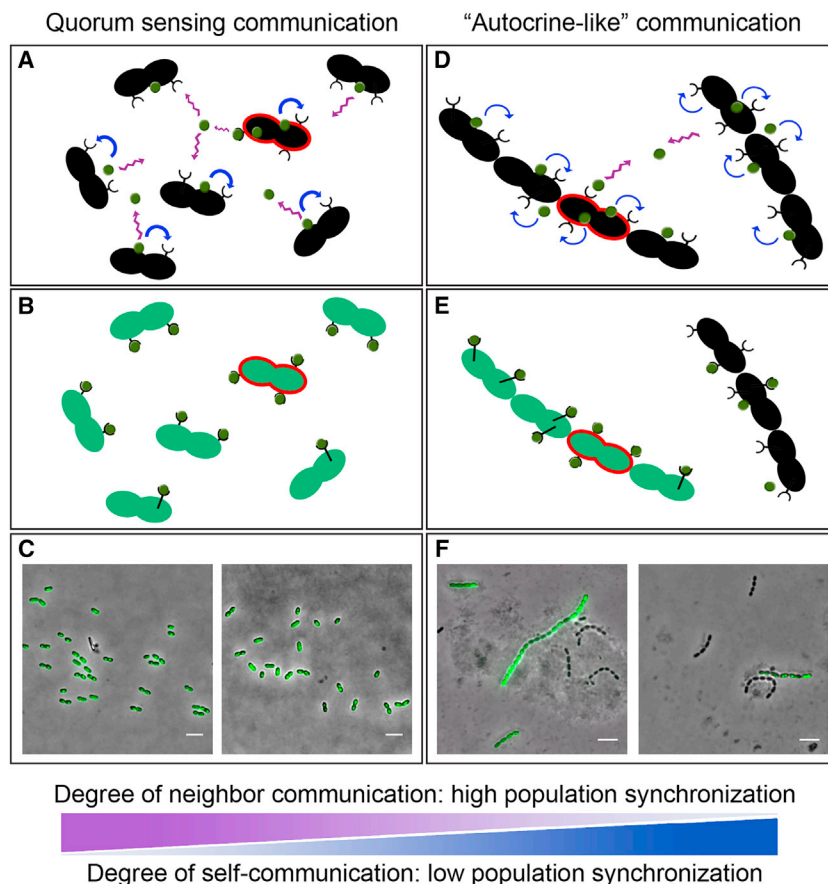 Quorum sensing communication
“Autocrine-like” communication
A
D
B
E
C
F
Degree of neighbor communication: high population synchronization
Degree of self-communication: low population synchronization